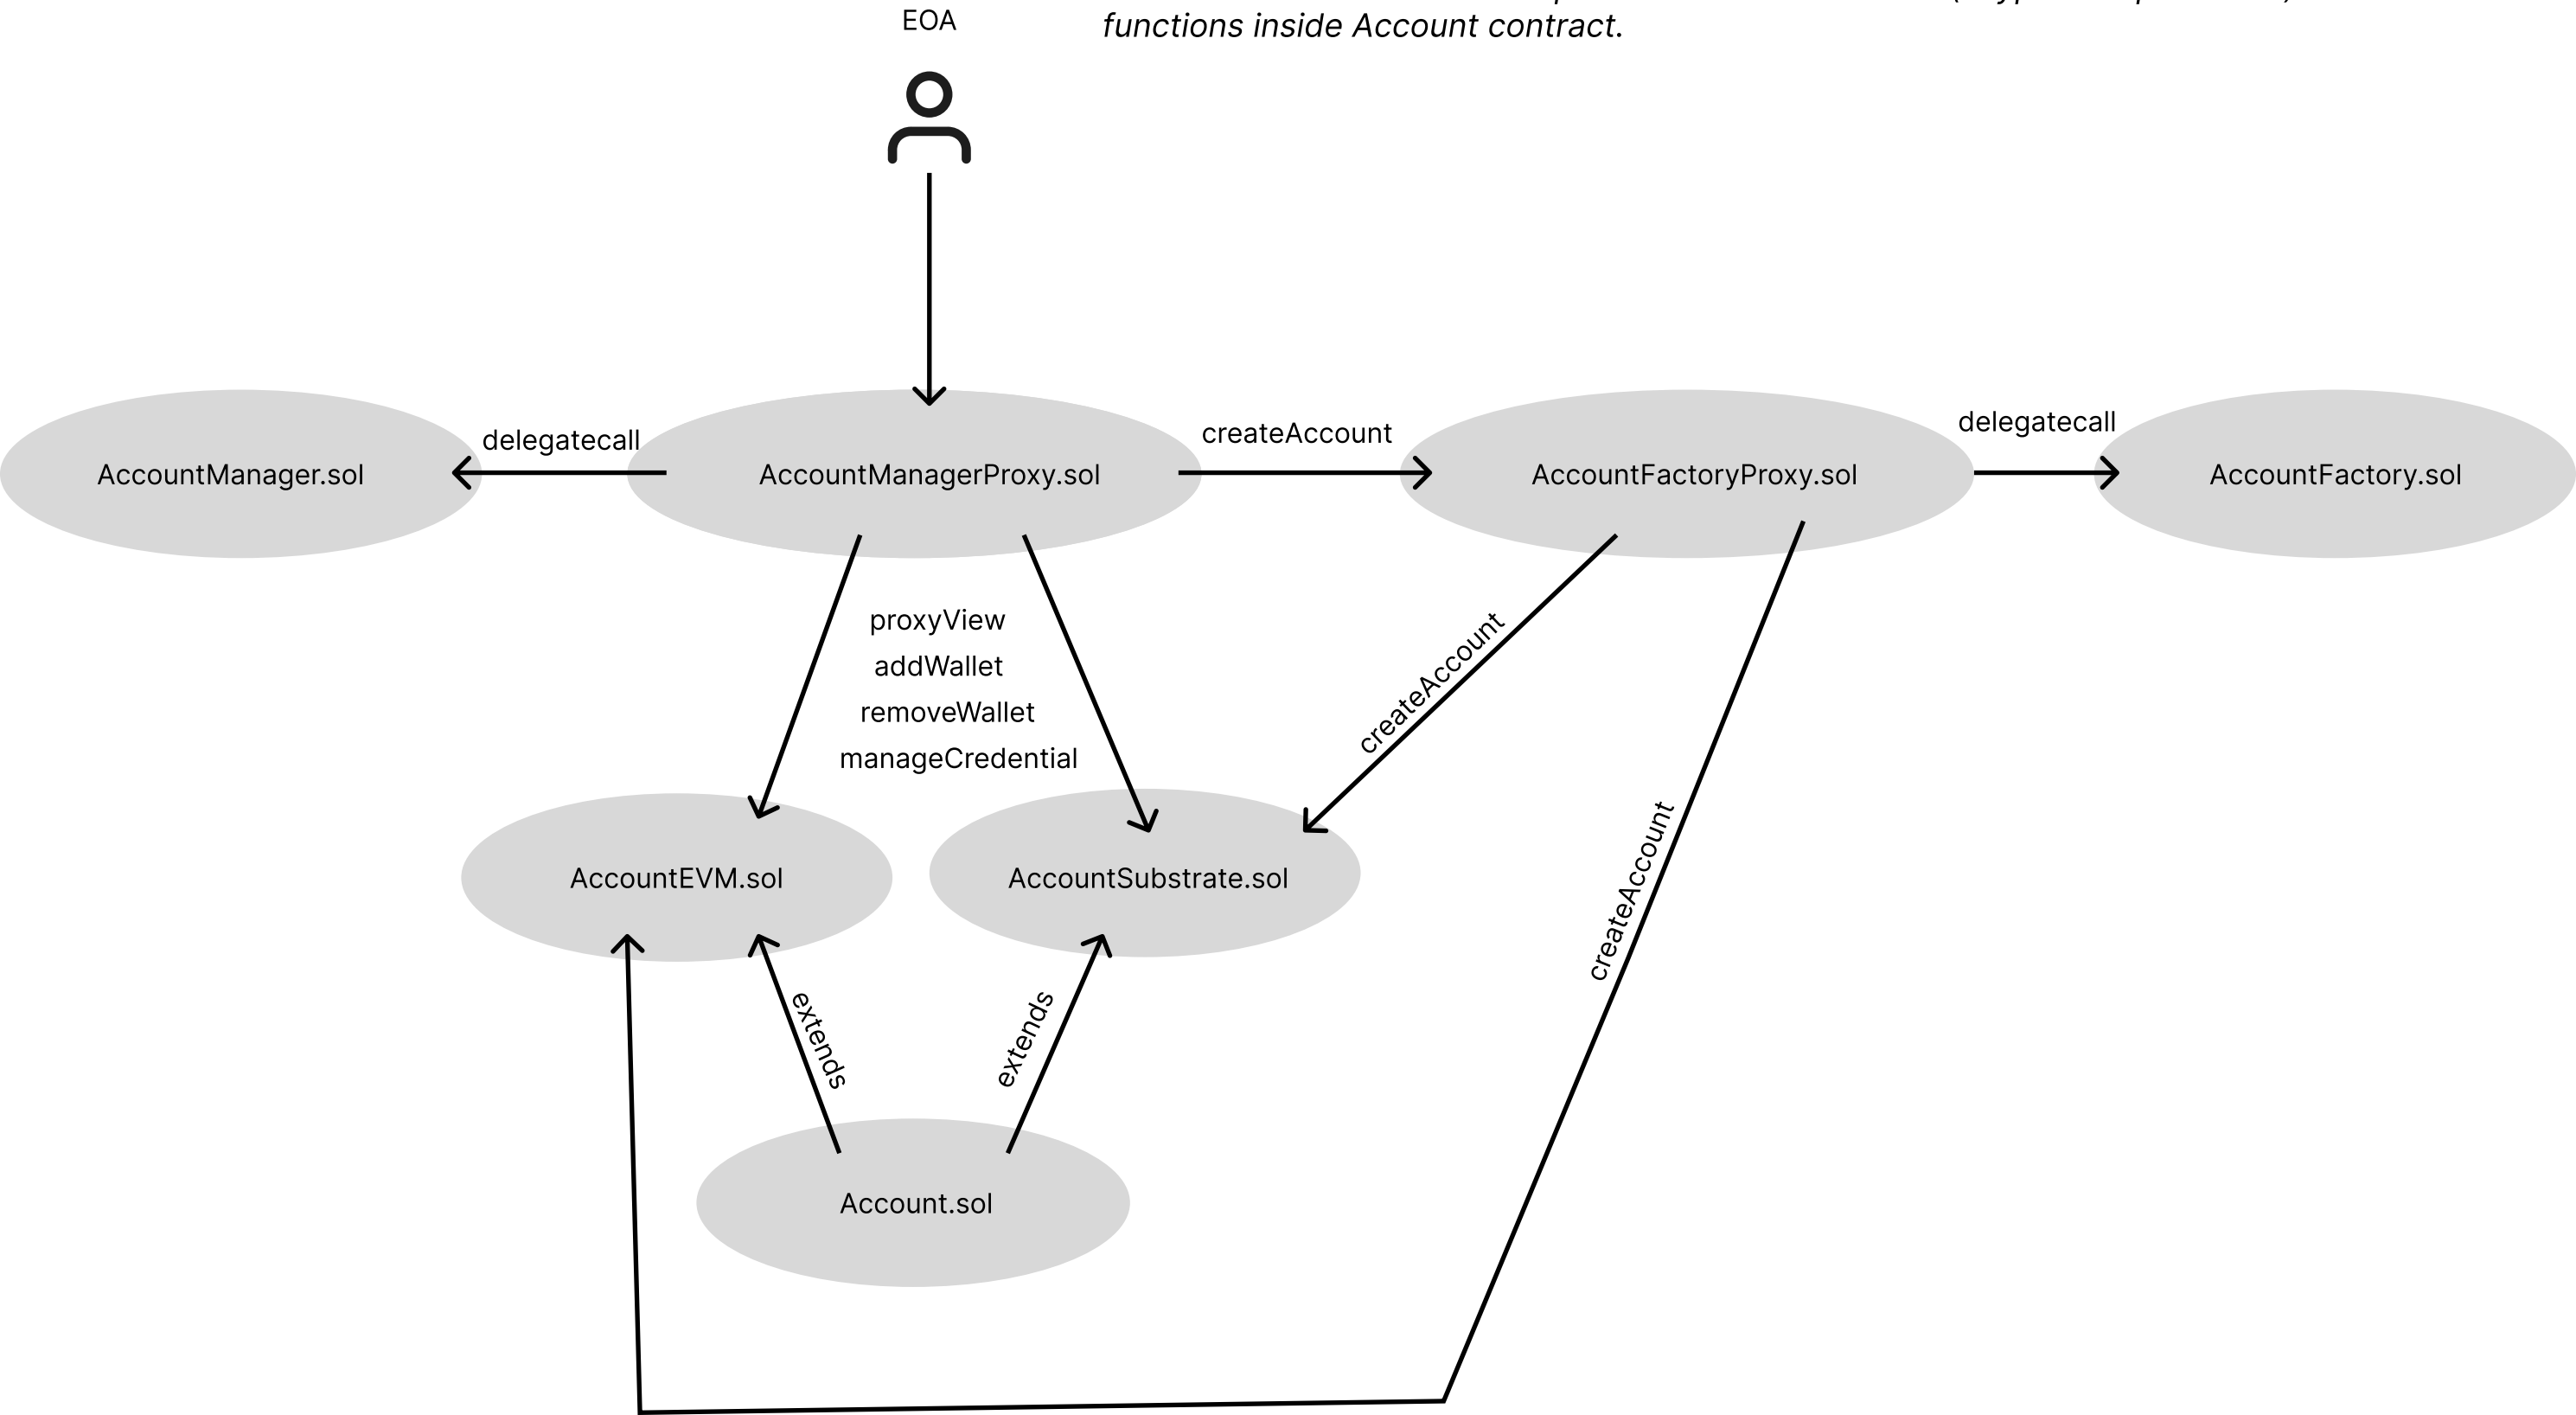 EOA
functions inside Account contract.
delegatecall
createAccount
delegatecall
AccountManager.sol
AccountManagerProxy.sol
AccountFactoryProxy.sol
AccountFactory.sol
proxyView
addWallet
removeWallet
manageCredential
createAccount
createAccount
AccountEVM.sol
AccountSubstrate.sol
extends
extends
Account.sol